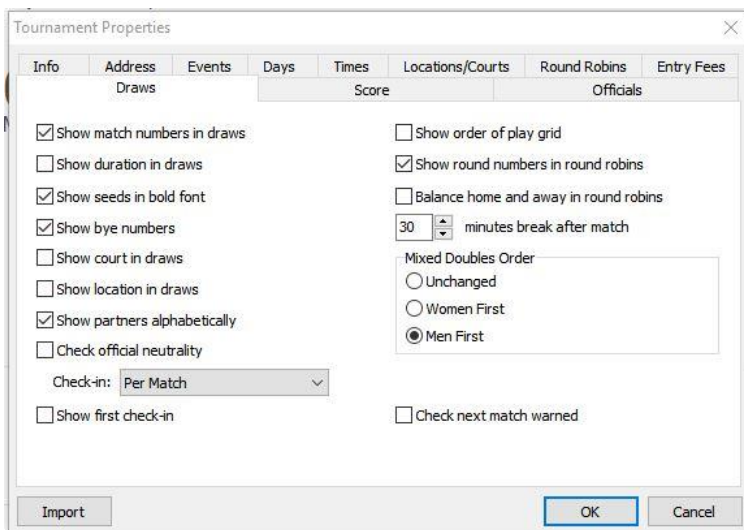 Tournament Properties
Info Address Events Days Times Locations/Courts Round Robins Entry Fees
Draws Score Officials
Show match numbers in draws
Show duration in draws
Show seeds in bold font
Show bye numbers
Show court in draws
Show location in draws
Show partners alphabetically
Check official neutrality
Check-in: Per Match
Show first check-in
Show order of play grid
Show round numbers in round robins
Balance home and away in round robins
30 minutes break after match
Mixed Doubles Order
Unchanged
Women First
Men First
Check next match warned
Import OK Cancel